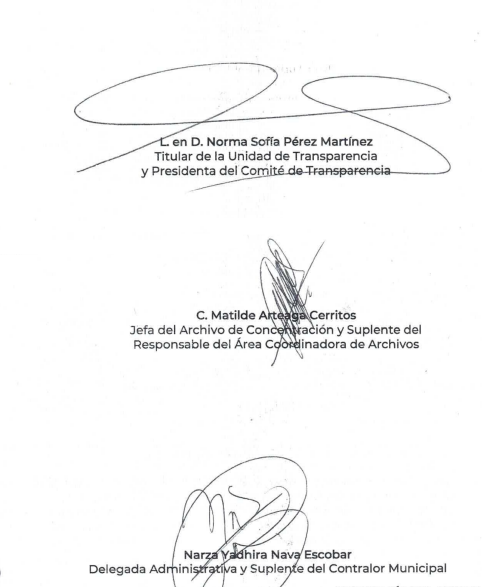 L. en D. Norma Sofía Pérez Martínez
Titular de la Unidad de Transparencia
y Presidenta del Comité de Transparencia
C. Matilde Arteaga Cerritos
Jefa del Archivo de Concentración y Suplente del
Responsable del Área Coordinadora de Archivos
Narza Yadhira Nava Escobar
Delegada Administrativa y Suplente del Contralor Municipal